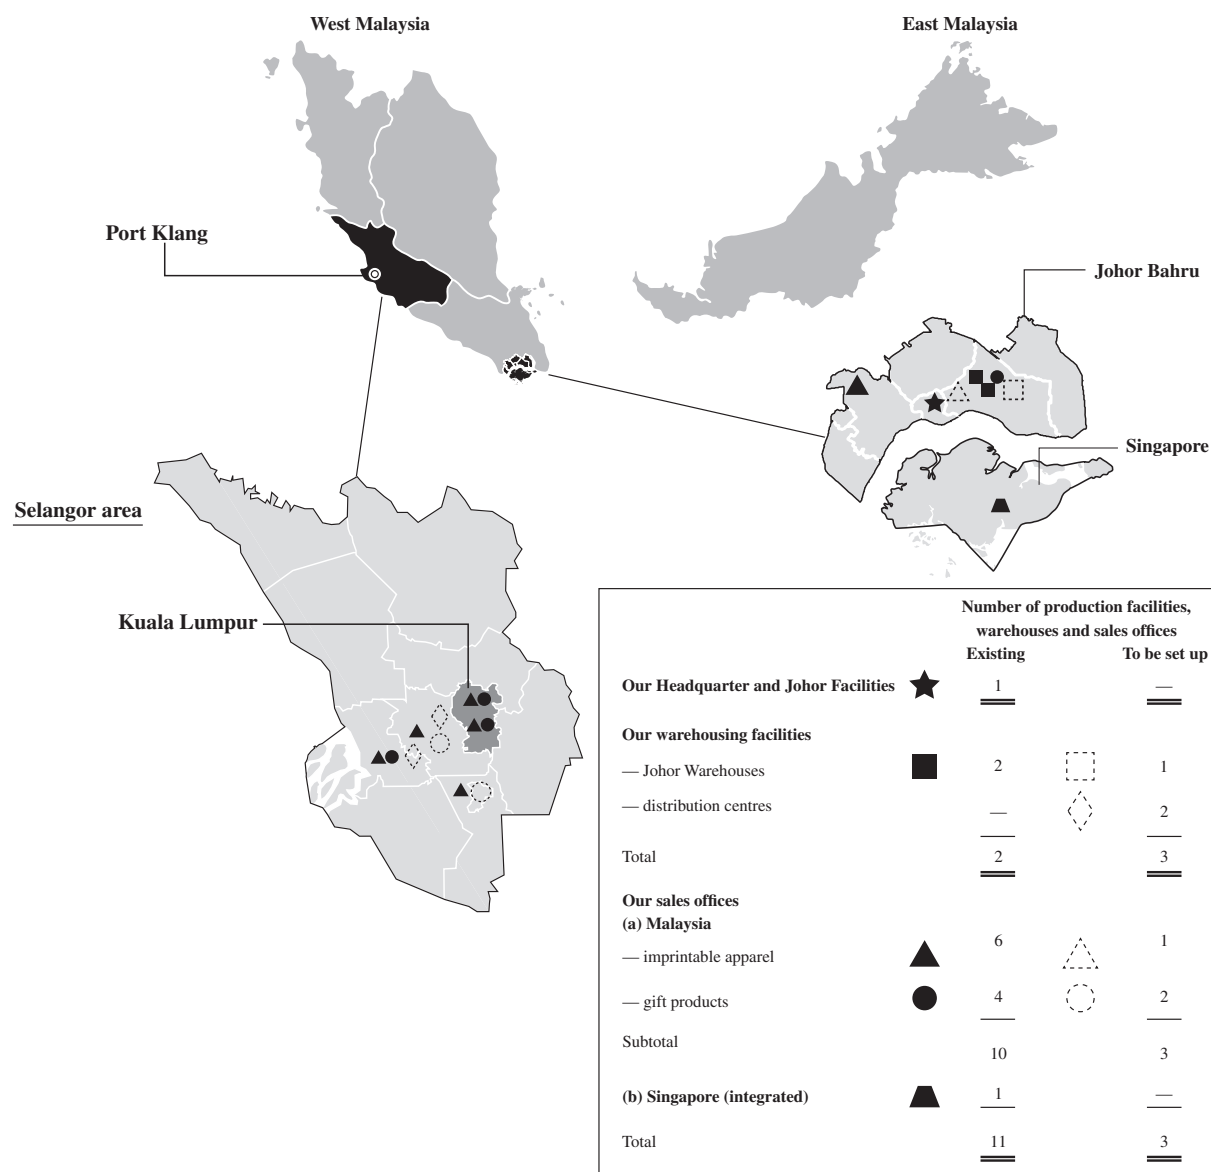 West Malaysia
East Malaysia
Port Klang
Johor Bahru
Singapore
Selangor area
Kuala Lumpur
Number of production facilities,
warehouses and sales offices
Existing To be set up
Our Headquarter and Johor Facilities 1 —
Our warehousing facilities
— Johor Warehouses 2 1
— distribution centres — 2
Total 2 3
Our sales offices
(a) Malaysia
— imprintable apparel 6 1
— gift products 4 2
Subtotal 10 3
(b) Singapore (integrated) 1 —
Total 11 3